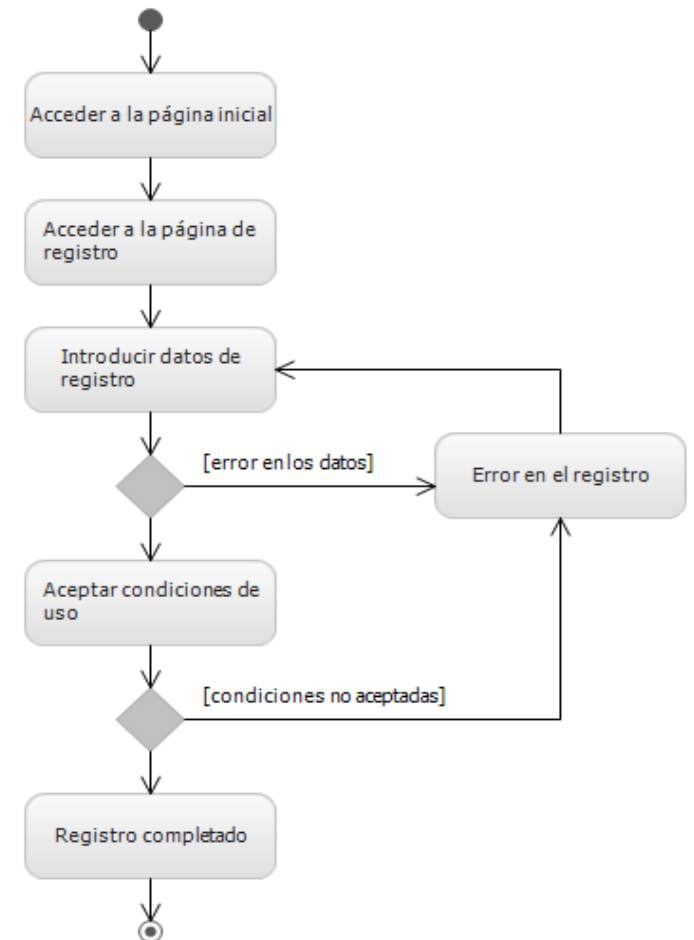 Acceder a la página inicial
Acceder a la página de
registro
Introducir datos de
registro
[error en los datos]
Error en el registro
Aceptar condiciones de
uso
[condiciones no aceptadas]
Registro completado